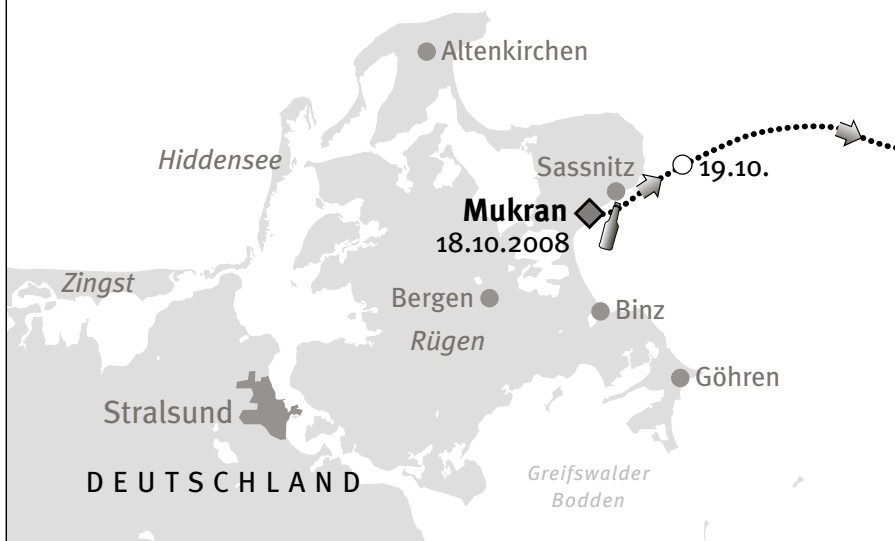 Altenkirchen
Hiddensee
Sassnitz
19.10.
Mukran
18.10.2008
Zingst
Bergen
Binz
Rügen
Göhren
Stralsund
DEUTSCHLAND
Greifswalder
Bodden